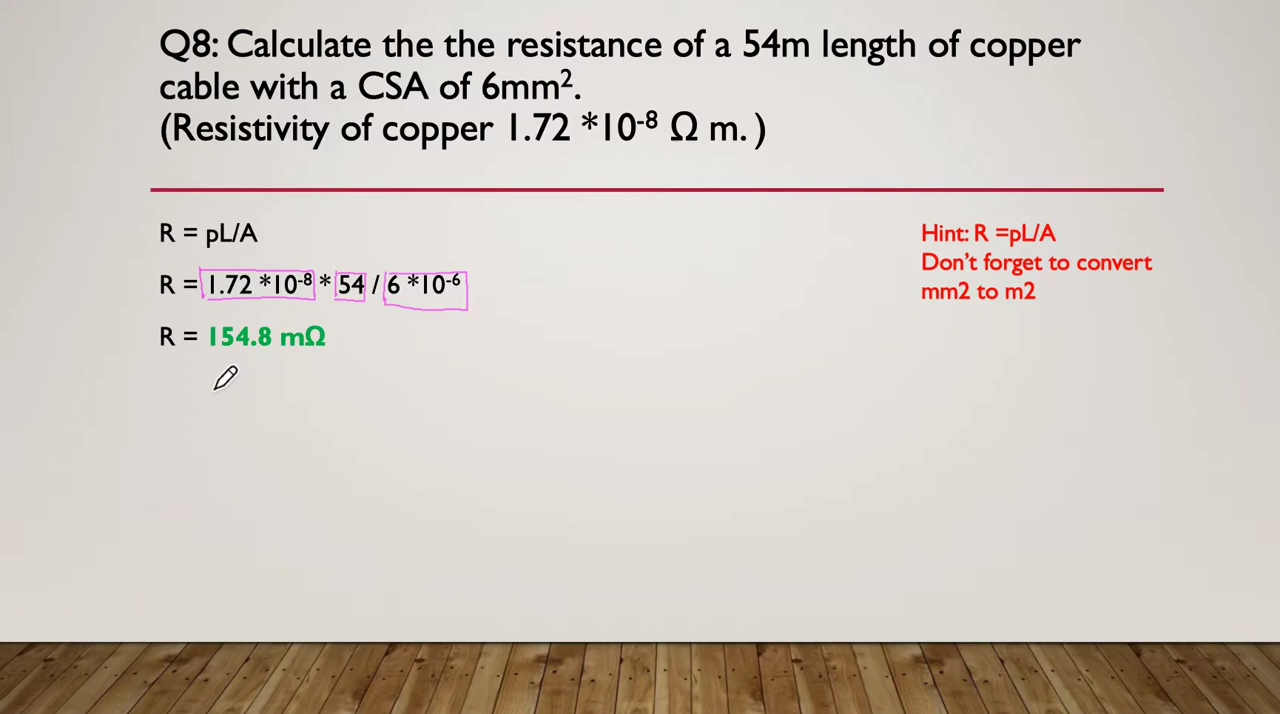 Q8: Calculate the the resistance of a 54m length of copper
cable with a CSA of 6mm².
(Resistivity of copper 1.72 *10⁻⁸ Ω m. )
R = pL/A
R = 1.72 *10⁻⁸ * 54 / 6 *10⁻⁶
R = 154.8 mΩ
Hint: R =pL/A
Don't forget to convert
mm2 to m2